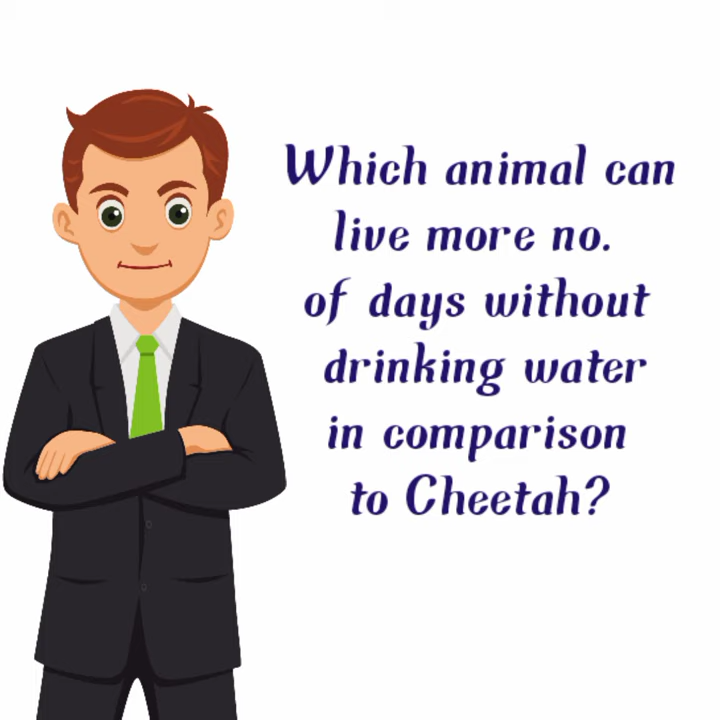 Which animal can
live more no.
of days without
drinking water
in comparison
to Cheetah?